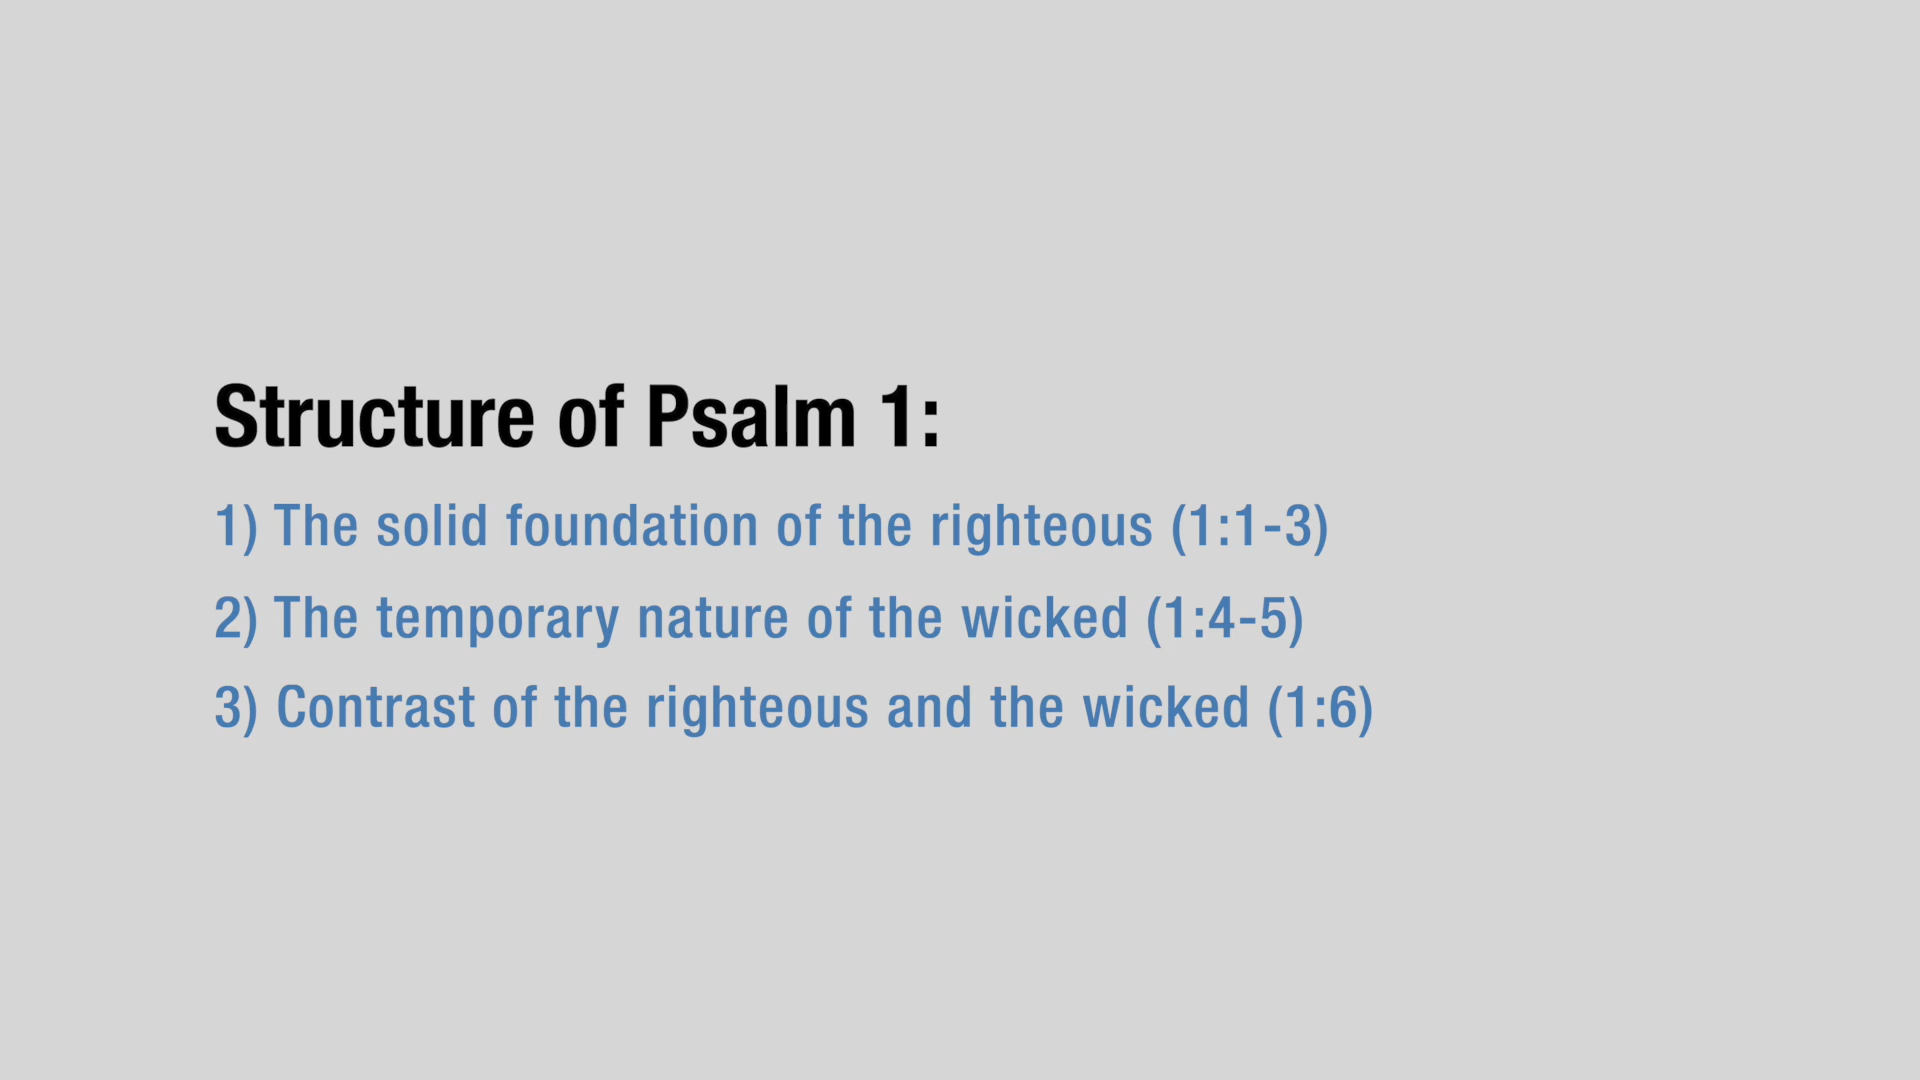 Structure of Psalm 1:
1) The solid foundation of the righteous (1:1-3)
2) The temporary nature of the wicked (1:4-5)
3) Contrast of the righteous and the wicked (1:6)